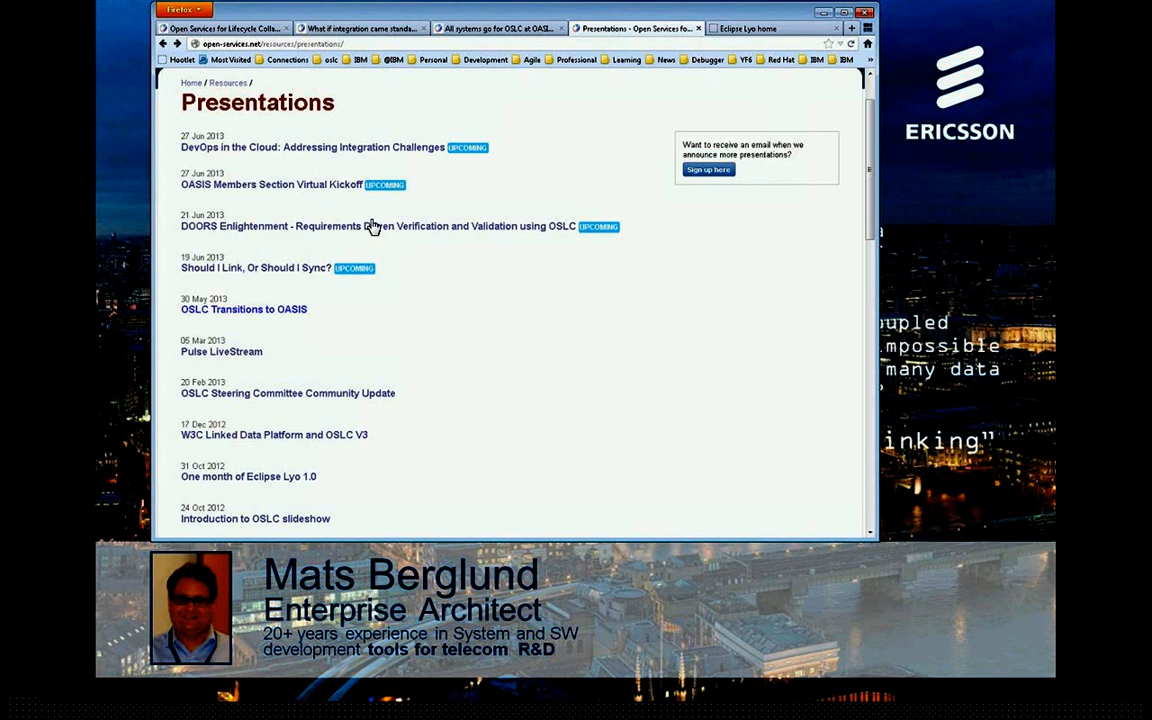 Firefox
Open Services for Lifecycle Colla...
What if integration came standa...
All systems go for OSLC at OASI...
Presentations - Open Services fo...
Eclipse Lyo home
open-services.net/resources/presentations/
Hootlet
Most Visited
Connections
oslc
IBM
@IBM
Personal
Development
Agile
Professional
Learning
News
Debugger
YF6
Red Hat
IBM
IBM
Home / Resources /
Presentations
27 Jun 2013
DevOps in the Cloud: Addressing Integration Challenges UPCOMING
27 Jun 2013
OASIS Members Section Virtual Kickoff UPCOMING
21 Jun 2013
DOORS Enlightenment - Requirements Driven Verification and Validation using OSLC UPCOMING
19 Jun 2013
Should I Link, Or Should I Sync? UPCOMING
30 May 2013
OSLC Transitions to OASIS
05 Mar 2013
Pulse LiveStream
20 Feb 2013
OSLC Steering Committee Community Update
17 Dec 2012
W3C Linked Data Platform and OSLC V3
31 Oct 2012
One month of Eclipse Lyo 1.0
24 Oct 2012
Introduction to OSLC slideshow
Want to receive an email when we
announce more presentations?
Sign up here
ERICSSON
oupled
mpossible
many data
inking"
Mats Berglund
Enterprise Architect
20+ years experience in System and SW
development tools for telecom R&D